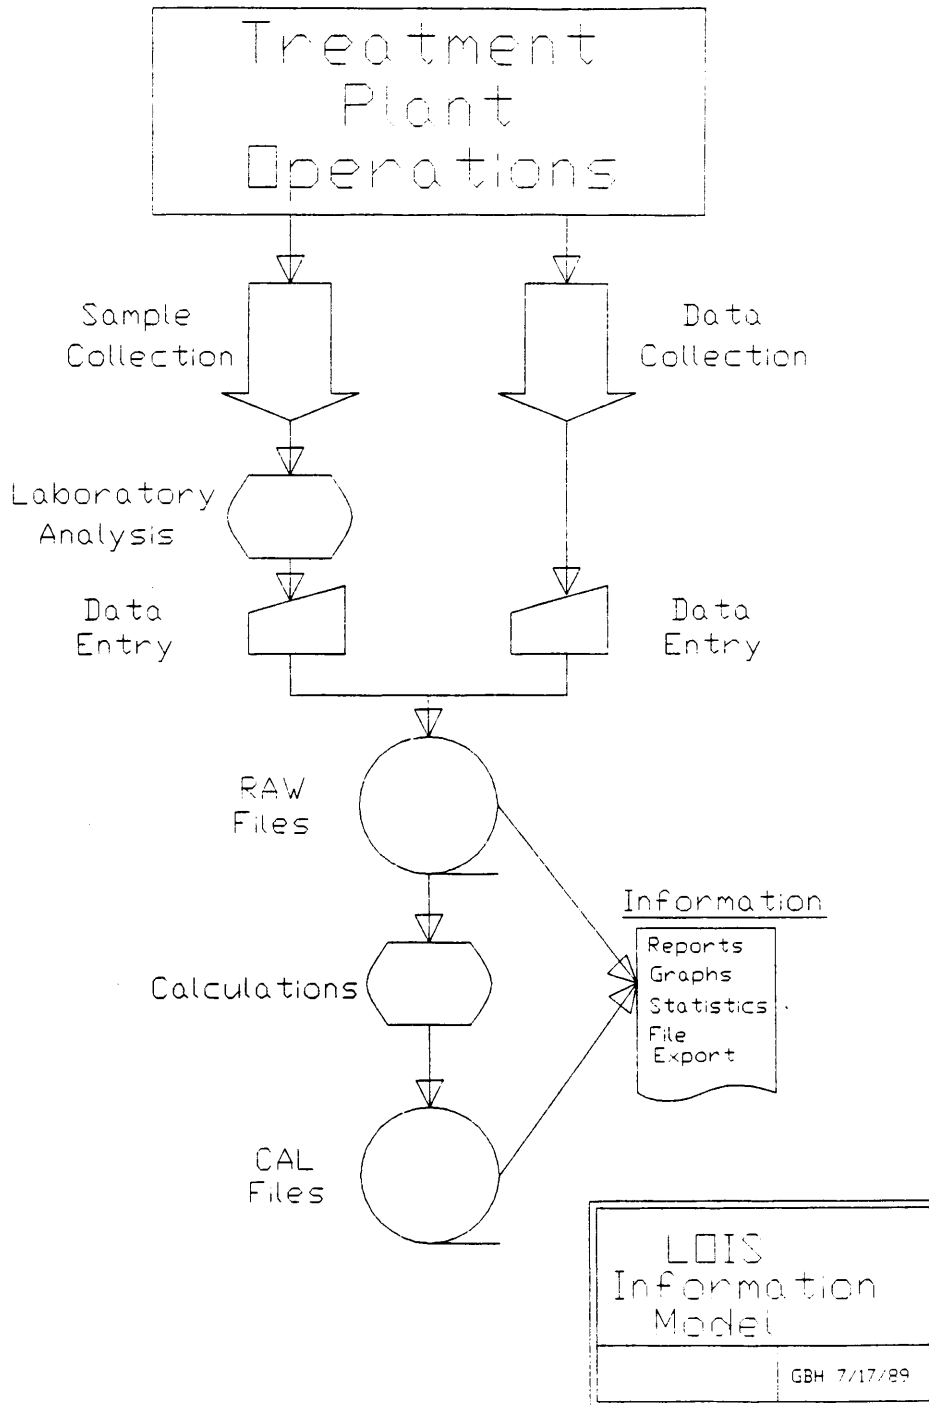 Treatment
Plant
Operations
Sample
Collection
Data
Collection
Laboratory
Analysis
Data
Entry
Data
Entry
RAW
Files
Information
Reports
Graphs
Statistics
File
Export
Calculations
CAL
Files
LOIS
Information
Model
GBH 7/17/89